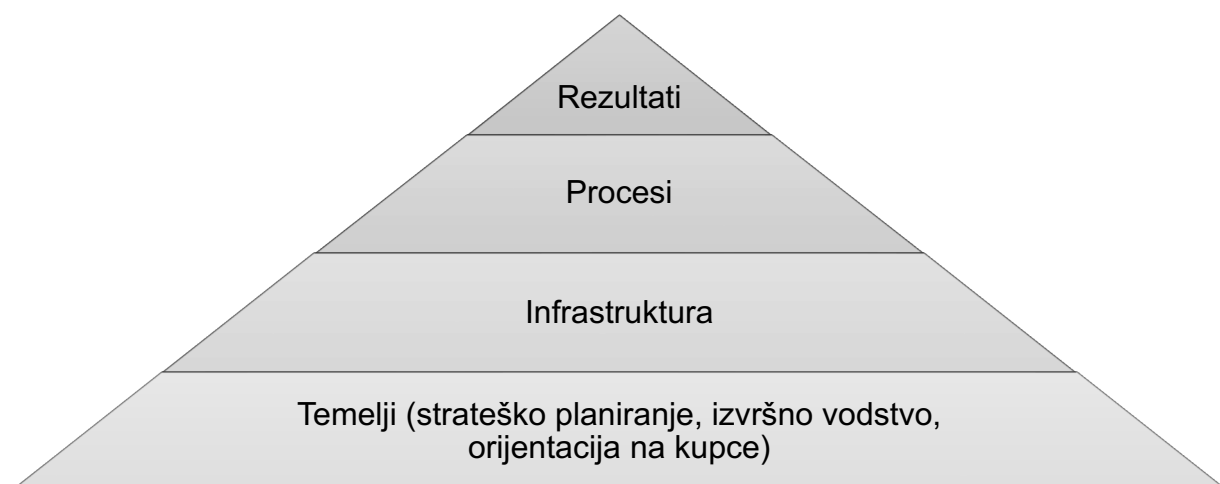 Rezultati
Procesi
Infrastruktura
Temelji (strateško planiranje, izvršno vodstvo,
orijentacija na kupce)